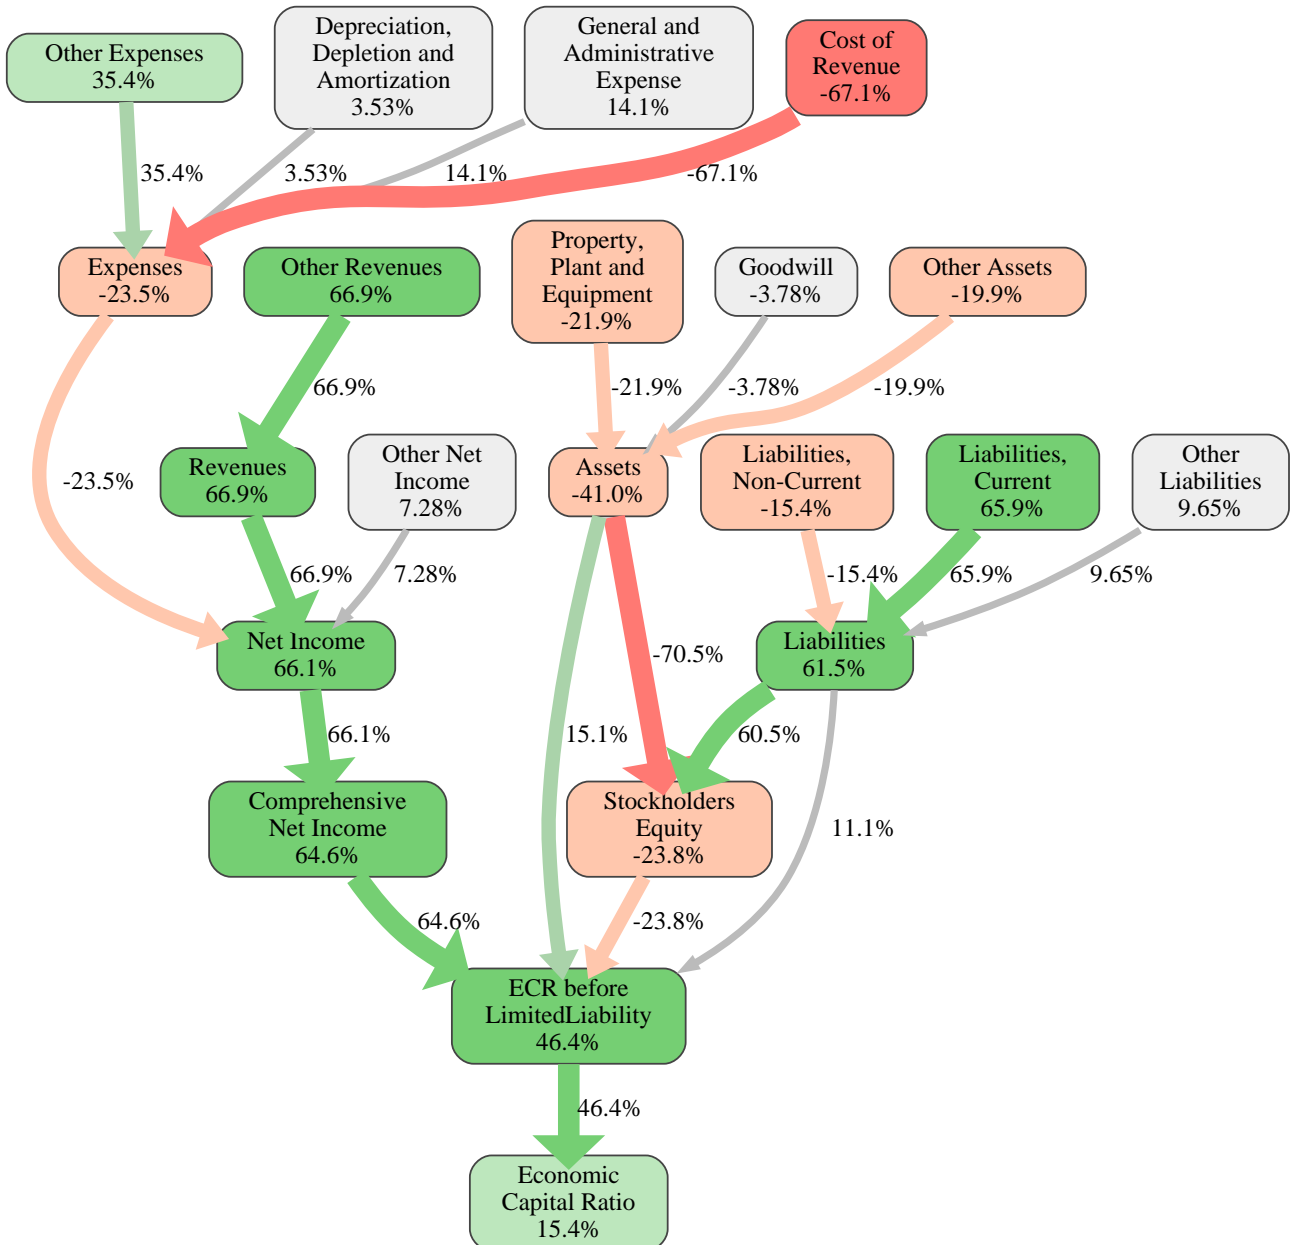 Other Expenses
35.4%
Depreciation,
Depletion and
Amortization
3.53%
General and
Administrative
Expense
14.1%
Cost of
Revenue
-67.1%
35.4%
3.53%
14.1%
-67.1%
Expenses
-23.5%
Other Revenues
66.9%
Property,
Plant and
Equipment
-21.9%
Goodwill
-3.78%
Other Assets
-19.9%
66.9%
-21.9%
-3.78%
-19.9%
-23.5%
Revenues
66.9%
Other Net
Income
7.28%
Assets
-41.0%
Liabilities,
Non-Current
-15.4%
Liabilities,
Current
65.9%
Other
Liabilities
9.65%
66.9%
7.28%
-15.4%
65.9%
9.65%
Net Income
66.1%
-70.5%
Liabilities
61.5%
66.1%
15.1%
60.5%
Comprehensive
Net Income
64.6%
Stockholders
Equity
-23.8%
11.1%
64.6%
-23.8%
ECR before
LimitedLiability
46.4%
46.4%
Economic
Capital Ratio
15.4%